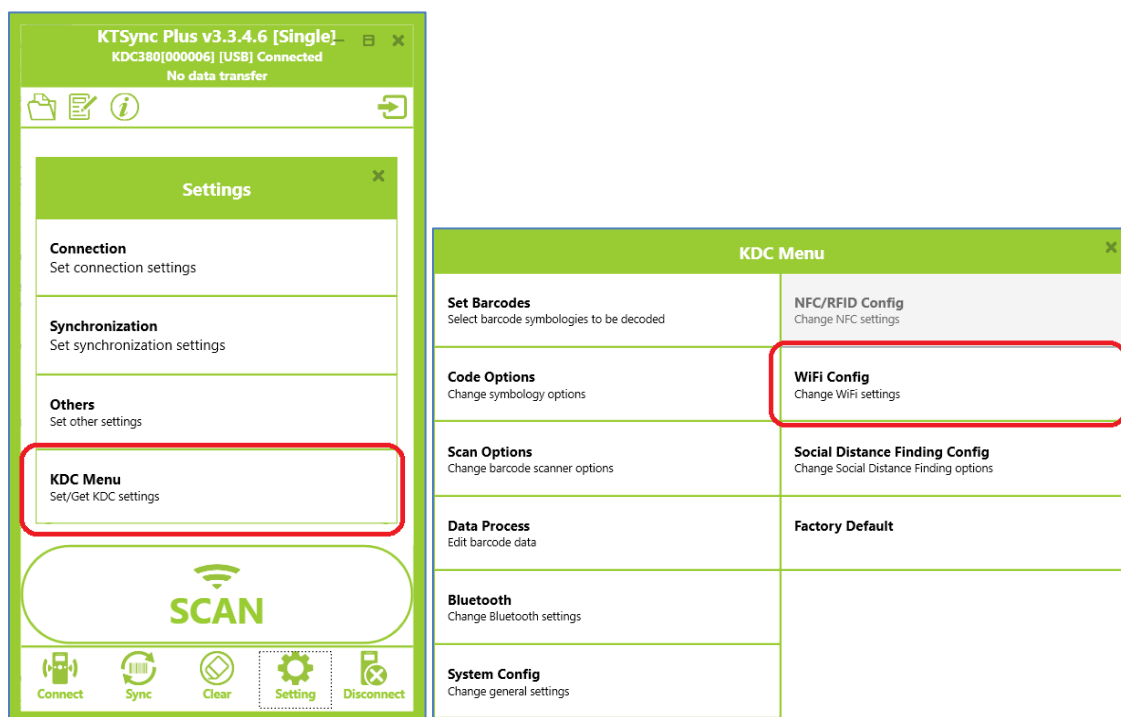 KTSync Plus v3.3.4.6 [Single]
KDC380[000006] [USB] Connected
No data transfer
Settings
Connection
Set connection settings
Synchronization
Set synchronization settings
Others
Set other settings
KDC Menu
Set/Get KDC settings
SCAN
Connect
Sync
Clear
Setting
Disconnect
KDC Menu
Set Barcodes
Select barcode symbologies to be decoded
Code Options
Change symbology options
Scan Options
Change barcode scanner options
Data Process
Edit barcode data
Bluetooth
Change Bluetooth settings
System Config
Change general settings
NFC/RFID Config
Change NFC settings
WiFi Config
Change WiFi settings
Social Distance Finding Config
Change Social Distance Finding options
Factory Default